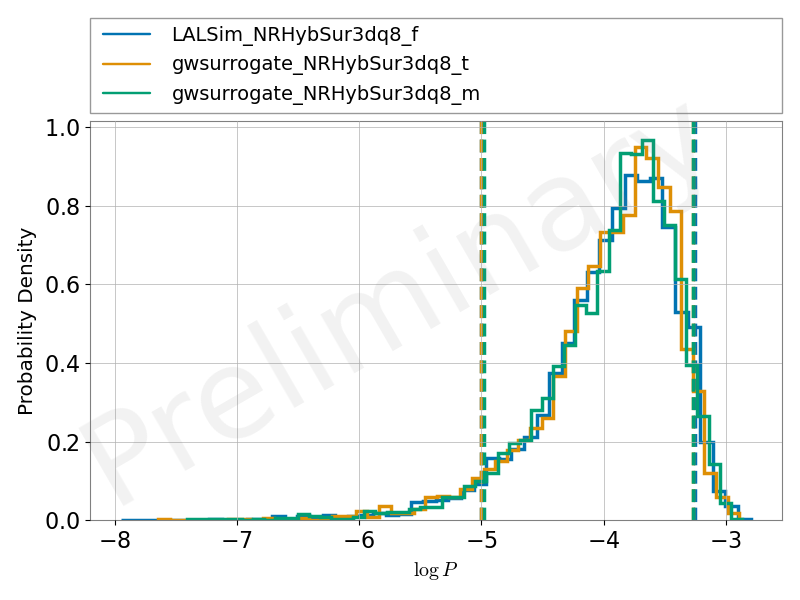 LALSim_NRHybSur3dq8_f
gwsurrogate_NRHybSur3dq8_t
gwsurrogate_NRHybSur3dq8_m
Preliminary
Probability Density
1.0
0.8
0.6
0.4
0.2
0.0
−8 −7 −6 −5 −4 −3
log P